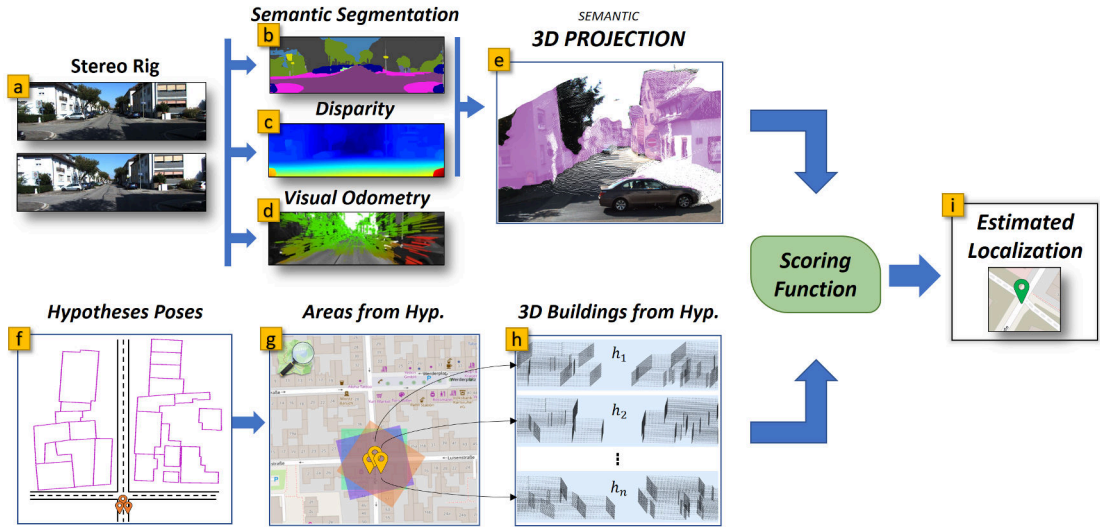 Stereo Rig
a
Semantic Segmentation
b
Disparity
c
Visual Odometry
d
SEMANTIC
3D PROJECTION
e
Scoring
Function
i
Estimated
Localization
Hypotheses Poses
f
Areas from Hyp.
g
Lunenstraße
3D Buildings from Hyp.
h
h1
h2
⋮
hn